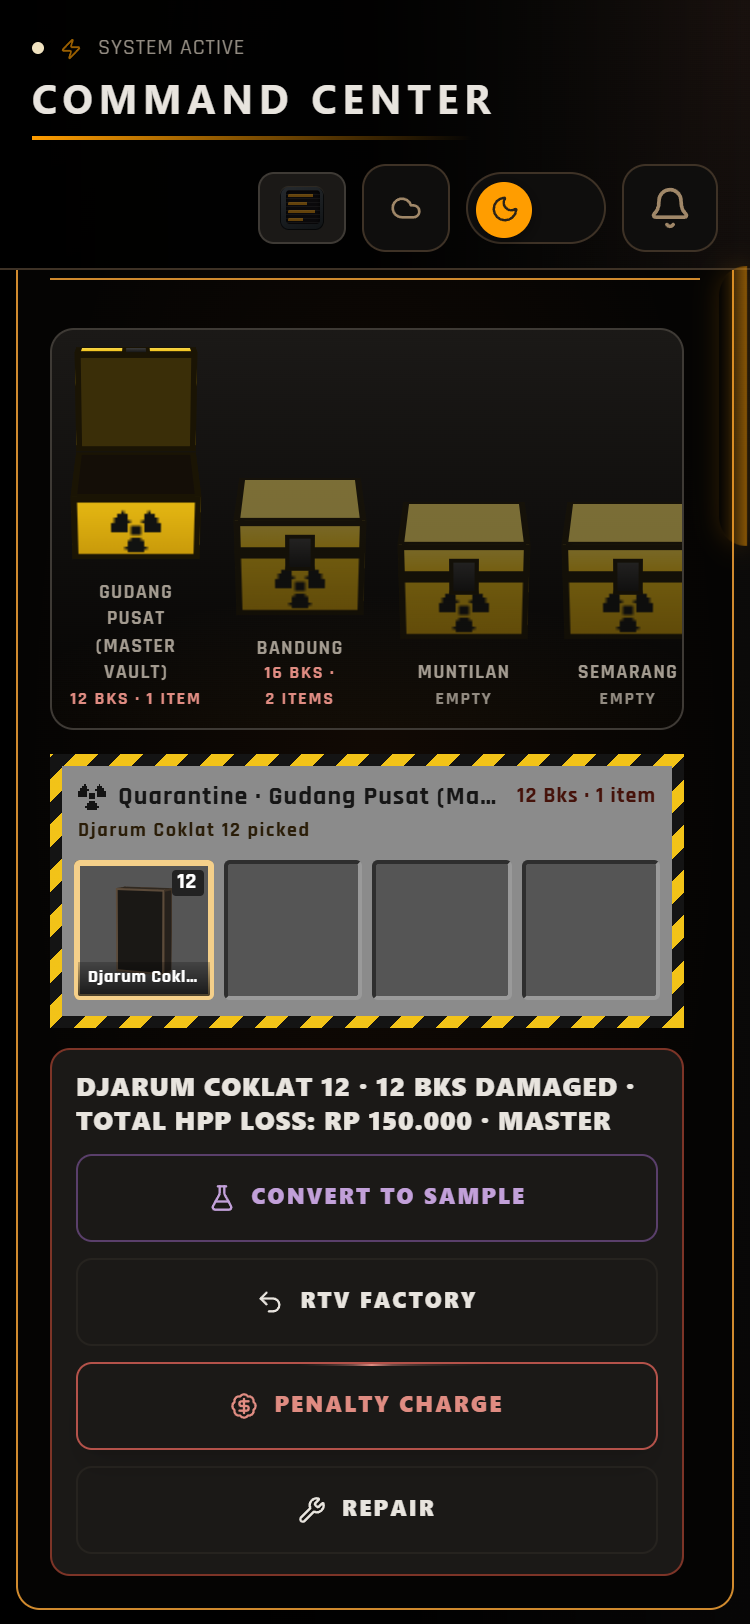 SYSTEM ACTIVE
COMMAND CENTER
GUDANG
PUSAT
(MASTER
VAULT)
12 BKS · 1 ITEM
BANDUNG
16 BKS ·
2 ITEMS
MUNTILAN
EMPTY
SEMARANG
EMPTY
Quarantine · Gudang Pusat (Ma... 12 Bks · 1 item
Djarum Coklat 12 picked
12
Djarum Cokl...
DJARUM COKLAT 12 · 12 BKS DAMAGED ·
TOTAL HPP LOSS: RP 150.000 · MASTER
CONVERT TO SAMPLE
RTV FACTORY
PENALTY CHARGE
REPAIR